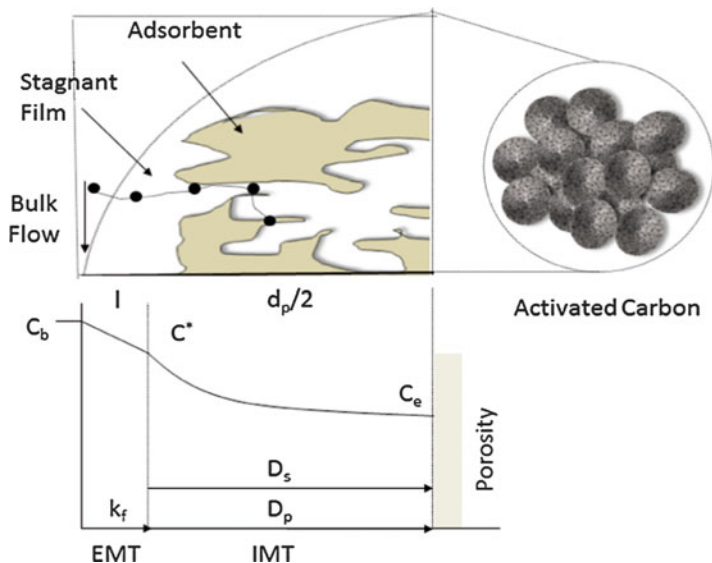 Adsorbent
Stagnant
Film
Bulk
Flow
l
d_p/2
Activated Carbon
C_b
C*
C_e
D_s
Porosity
k_f
D_p
EMT
IMT